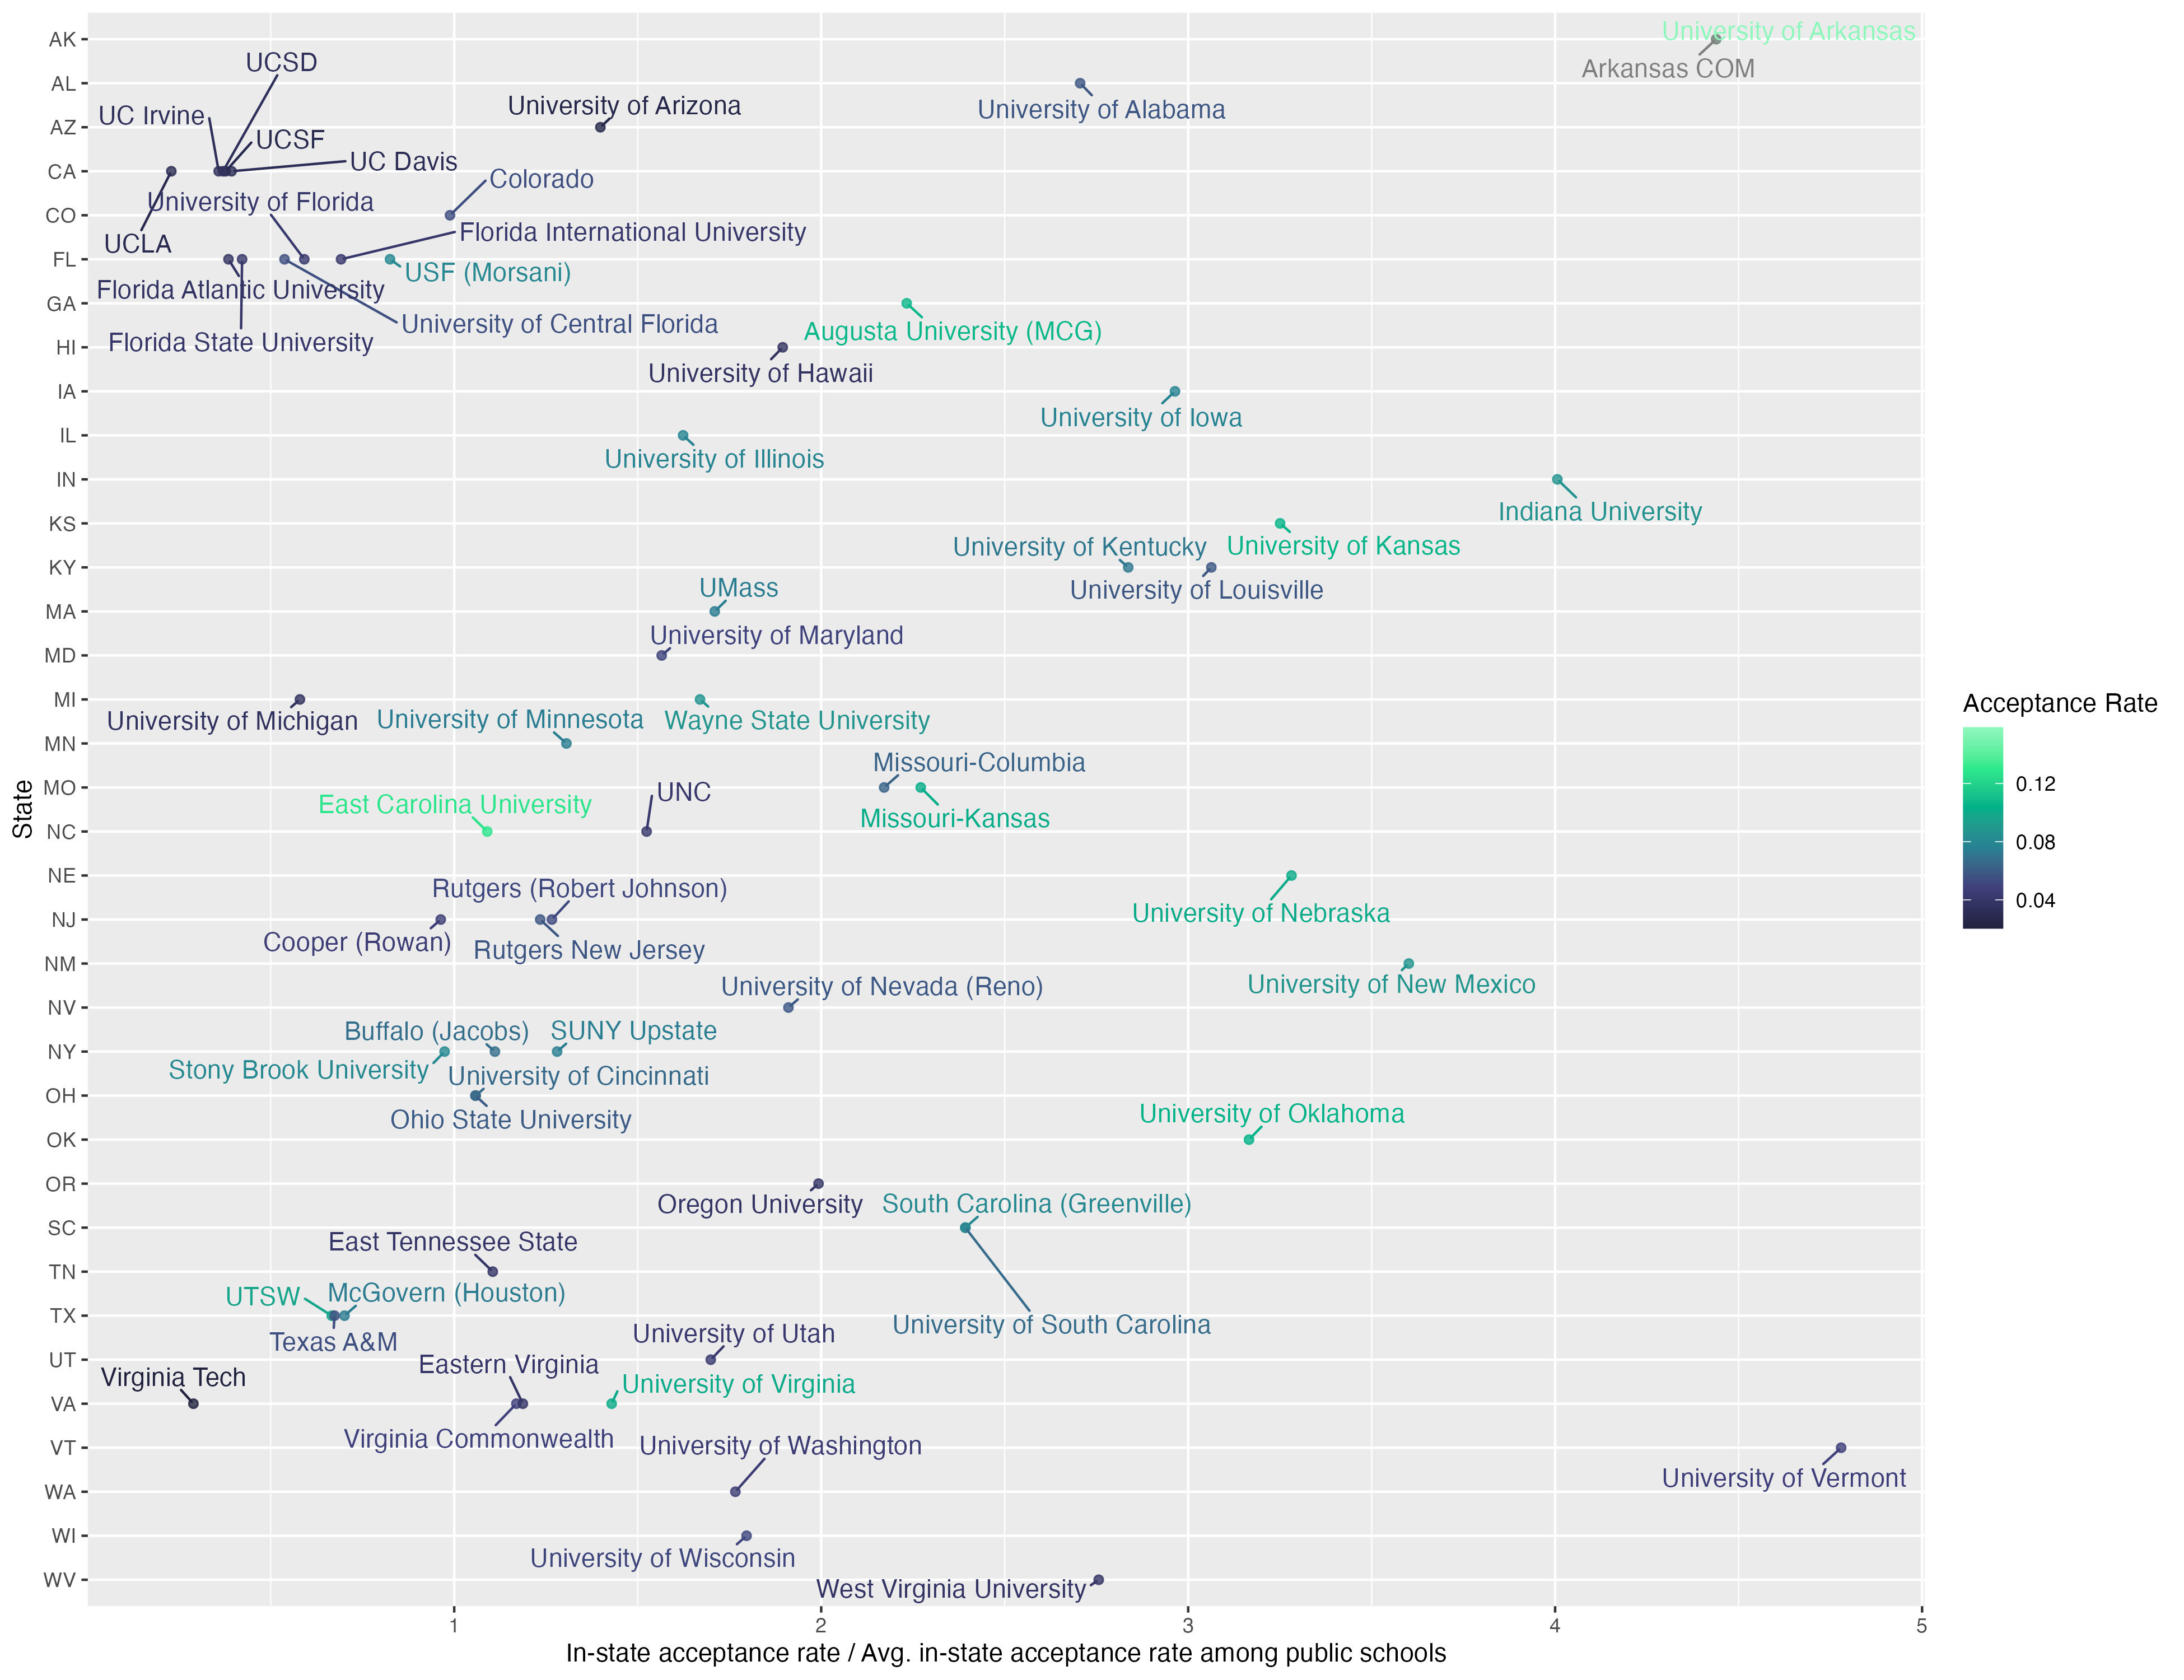 AK
University of Arkansas
Arkansas COM
UCSD
AL
University of Alabama
University of Arizona
UC Irvine
AZ
UCSF
UC Davis
CA
Colorado
University of Florida
CO
Florida International University
UCLA
FL
USF (Morsani)
Florida Atlantic University
GA
University of Central Florida
Augusta University (MCG)
Florida State University
HI
University of Hawaii
IA
University of Iowa
IL
University of Illinois
IN
Indiana University
KS
University of Kentucky
University of Kansas
KY
UMass
University of Louisville
MA
University of Maryland
MD
MI
University of Michigan
University of Minnesota
Wayne State University
MN
Missouri-Columbia
MO
UNC
East Carolina University
Missouri-Kansas
NC
NE
Rutgers (Robert Johnson)
University of Nebraska
NJ
Cooper (Rowan)
Rutgers New Jersey
NM
University of New Mexico
University of Nevada (Reno)
NV
Buffalo (Jacobs)
SUNY Upstate
NY
Stony Brook University
University of Cincinnati
OH
Ohio State University
University of Oklahoma
OK
OR
Oregon University
South Carolina (Greenville)
SC
East Tennessee State
TN
UTSW
McGovern (Houston)
TX
University of South Carolina
Texas A&M
University of Utah
UT
Eastern Virginia
Virginia Tech
University of Virginia
VA
Virginia Commonwealth
University of Washington
VT
University of Vermont
WA
WI
University of Wisconsin
WV
West Virginia University
1
2
3
4
5
In-state acceptance rate / Avg. in-state acceptance rate among public schools
State
Acceptance Rate
0.12
0.08
0.04